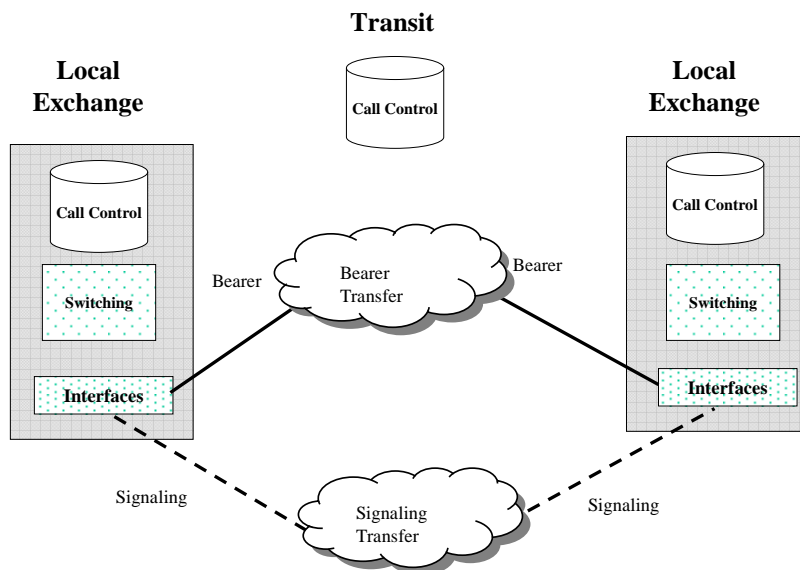 Transit
Call Control
Local
Exchange
Call Control
Switching
Interfaces
Local
Exchange
Call Control
Switching
Interfaces
Bearer
Bearer
Transfer
Bearer
Signaling
Signaling
Transfer
Signaling